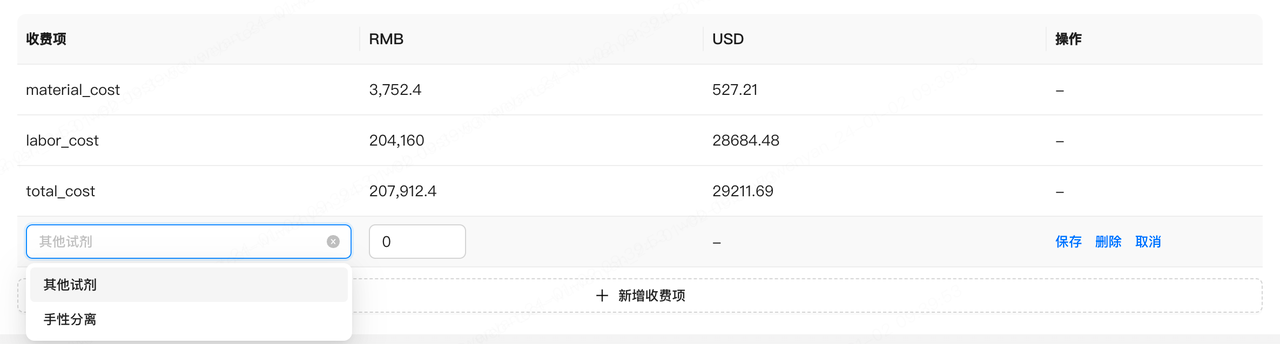 收费项 RMB USD 操作
material_cost 3,752.4 527.21 –
labor_cost 204,160 28684.48 –
total_cost 207,912.4 29211.69 –
其他试剂 0 – 保存 删除 取消
其他试剂
+ 新增收费项
手性分离